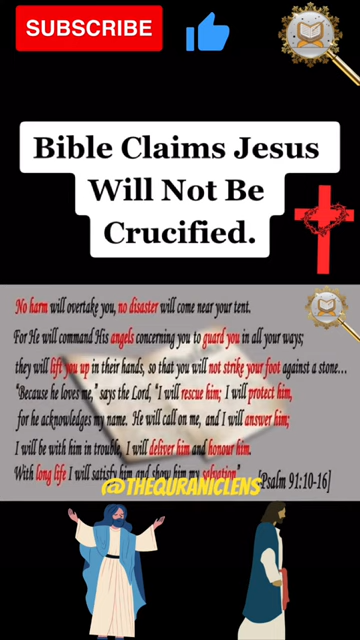 SUBSCRIBE
Bible Claims Jesus
Will Not Be
Crucified.
No harm will overtake you, no disaster will come near your tent.
For He will command His angels concerning you to guard you in all your ways;
they will lift you up in their hands, so that you will not strike your foot against a stone...
"Because he loves me," says the Lord, "I will rescue him; I will protect him,
for he acknowledges my name. He will call on me, and I will answer him;
I will be with him in trouble, I will deliver him and honour him.
With long life I will satisfy him and show him my salvation" [Psalm 91:10-16]
@THEQURANICLENS